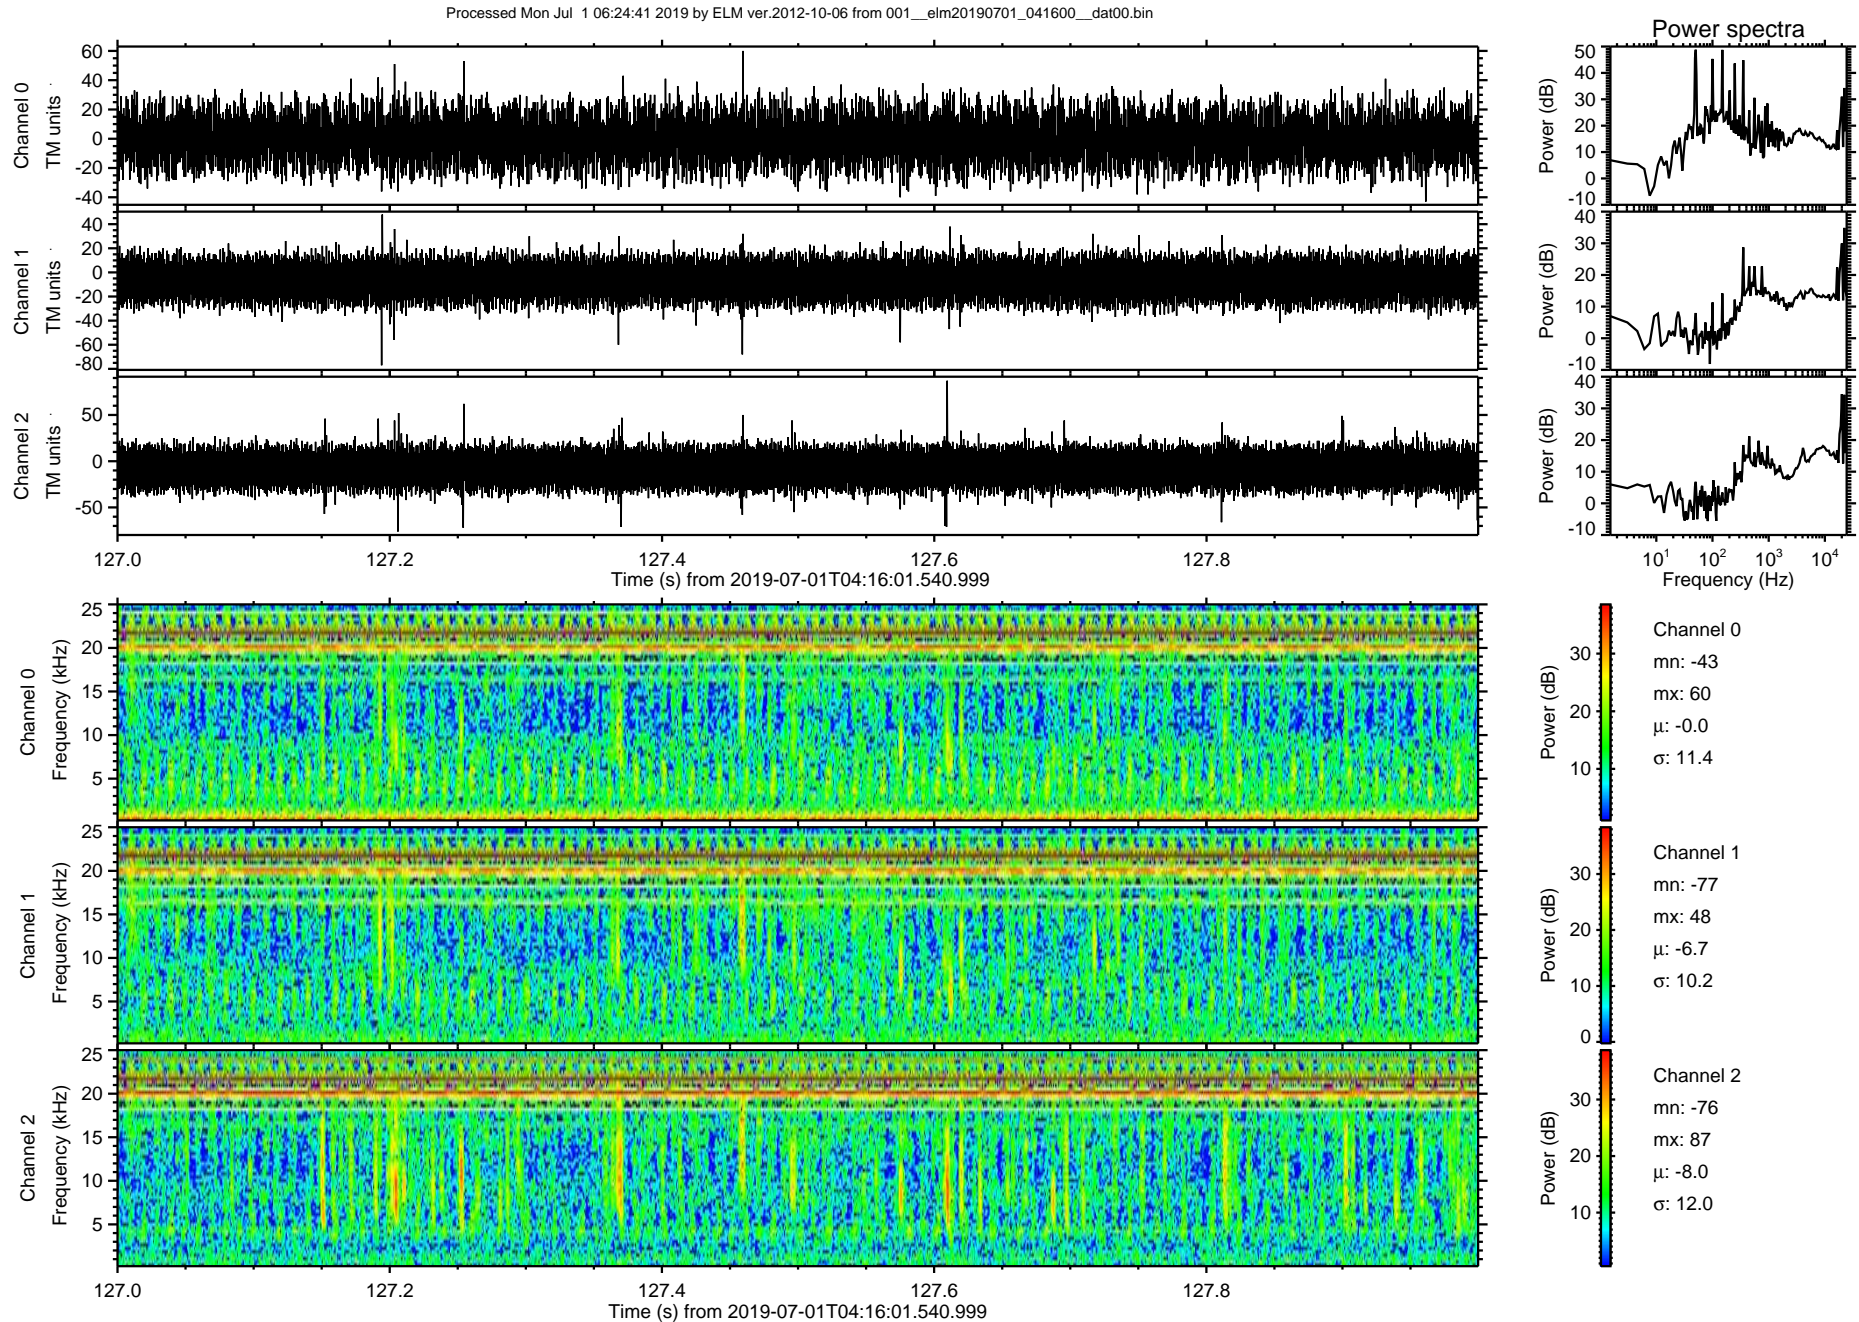 Processed Mon Jul 1 06:24:41 2019 by ELM ver.2012-10-06 from 001__elm20190701_041600__dat00.bin
Power spectra
Channel 0
TM units
60
40
20
0
-20
-40
Power (dB)
50
40
30
20
10
0
-10
Channel 1
TM units
40
20
0
-20
-40
-60
-80
Power (dB)
40
30
20
10
0
-10
Channel 2
TM units
50
0
-50
Power (dB)
40
30
20
10
0
-10
127.0
127.2
127.4
127.6
127.8
Time (s) from 2019-07-01T04:16:01.540.999
10¹
10²
10³
10⁴
Frequency (Hz)
Channel 0
Frequency (kHz)
25
20
15
10
5
Power (dB)
30
20
10
Channel 0
mn: -43
mx: 60
µ: -0.0
σ: 11.4
Channel 1
Frequency (kHz)
25
20
15
10
5
Power (dB)
30
20
10
0
Channel 1
mn: -77
mx: 48
µ: -6.7
σ: 10.2
Channel 2
Frequency (kHz)
25
20
15
10
5
Power (dB)
30
20
10
Channel 2
mn: -76
mx: 87
µ: -8.0
σ: 12.0
127.0
127.2
127.4
127.6
127.8
Time (s) from 2019-07-01T04:16:01.540.999